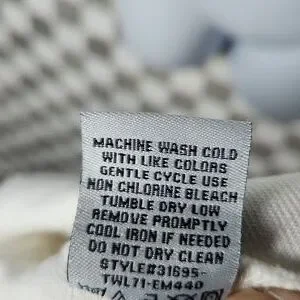 MACHINE WASH COLD
WITH LIKE COLORS
GENTLE CYCLE USE
NON CHLORINE BLEACH
TUMBLE DRY LOW
REMOVE PROMPTLY
COOL IRON IF NEEDED
DO NOT DRY CLEAN
STYLE#31695-
TWL71-EM440